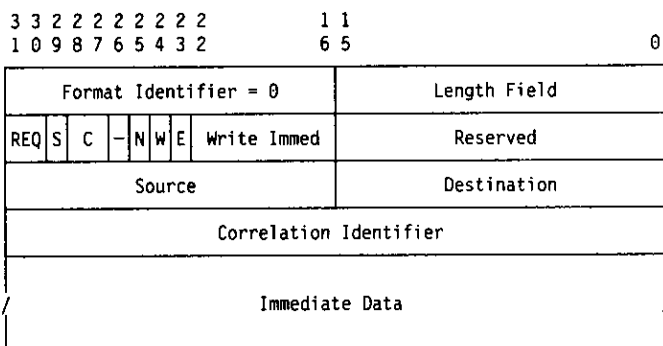 3 3 2 2 2 2 2 2 2 2 1 1
1 0 9 8 7 6 5 4 3 2 6 5 0
Format Identifier = 0 Length Field
REQ S C – N W E Write Immed Reserved
Source Destination
Correlation Identifier
/ Immediate Data